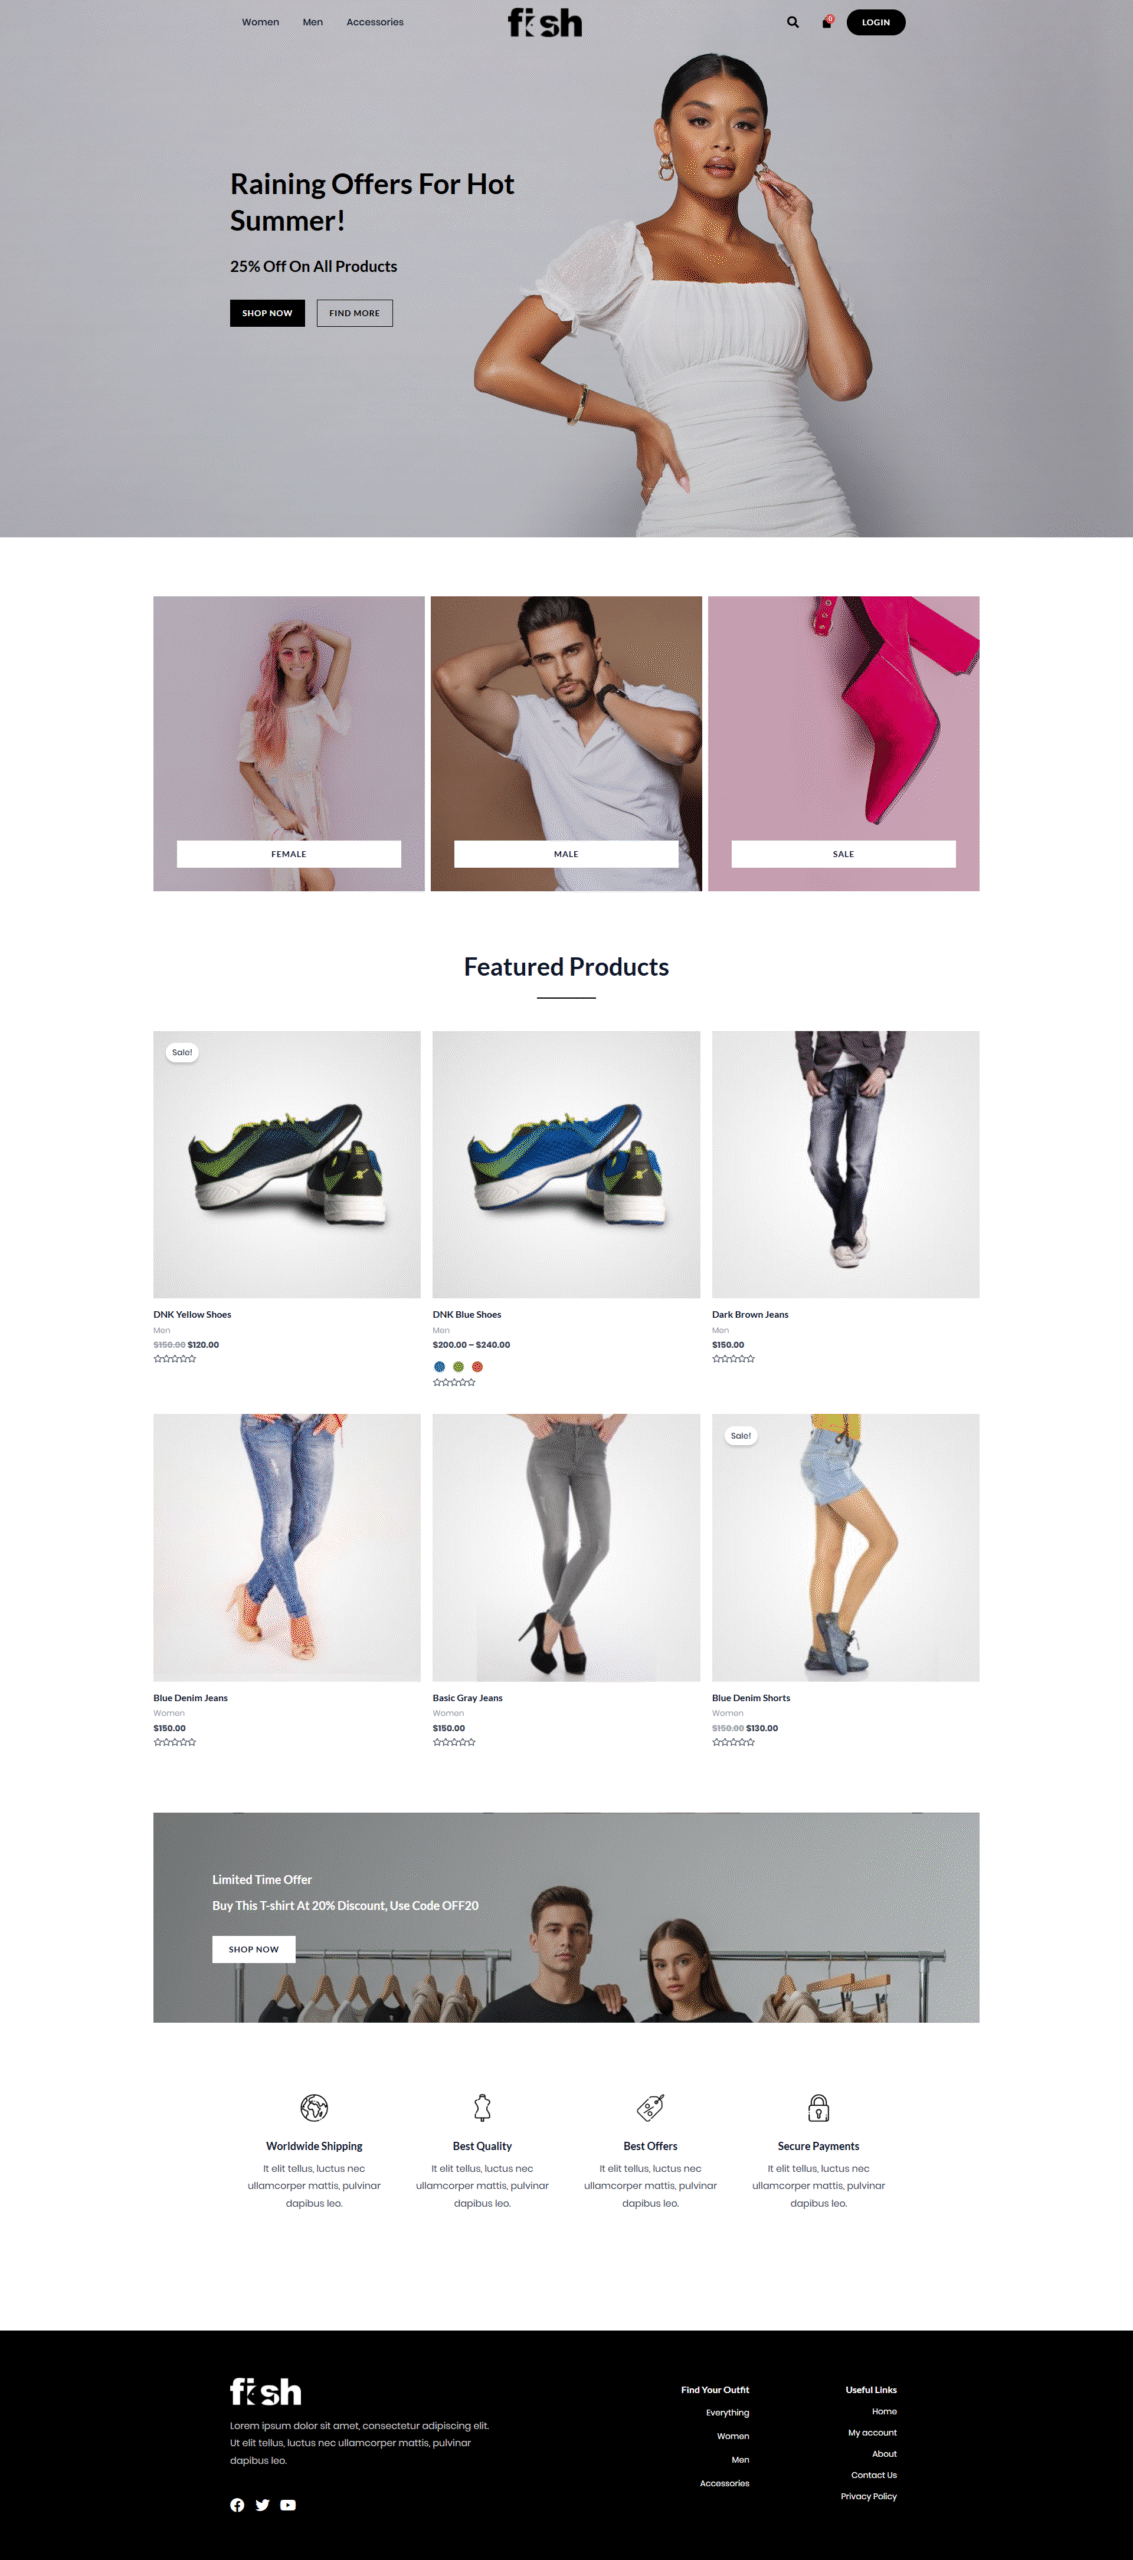 Women Men Accessories
fish
0
LOGIN
Raining Offers For Hot
Summer!
25% Off On All Products
SHOP NOW FIND MORE
FEMALE
MALE
SALE
Featured Products
Sale!
DNK Yellow Shoes
Men
$150.00 $120.00
DNK Blue Shoes
Men
$200.00 – $240.00
Dark Brown Jeans
Men
$150.00
Blue Denim Jeans
Women
$150.00
Basic Gray Jeans
Women
$150.00
Sale!
Blue Denim Shorts
Women
$150.00 $130.00
Limited Time Offer
Buy This T-shirt At 20% Discount, Use Code OFF20
SHOP NOW
Worldwide Shipping
It elit tellus, luctus nec
ullamcorper mattis, pulvinar
dapibus leo.
Best Quality
It elit tellus, luctus nec
ullamcorper mattis, pulvinar
dapibus leo.
Best Offers
It elit tellus, luctus nec
ullamcorper mattis, pulvinar
dapibus leo.
Secure Payments
It elit tellus, luctus nec
ullamcorper mattis, pulvinar
dapibus leo.
fish
Lorem ipsum dolor sit amet, consectetur adipiscing elit.
Ut elit tellus, luctus nec ullamcorper mattis, pulvinar
dapibus leo.
Find Your Outfit
Everything
Women
Men
Accessories
Useful Links
Home
My account
About
Contact Us
Privacy Policy